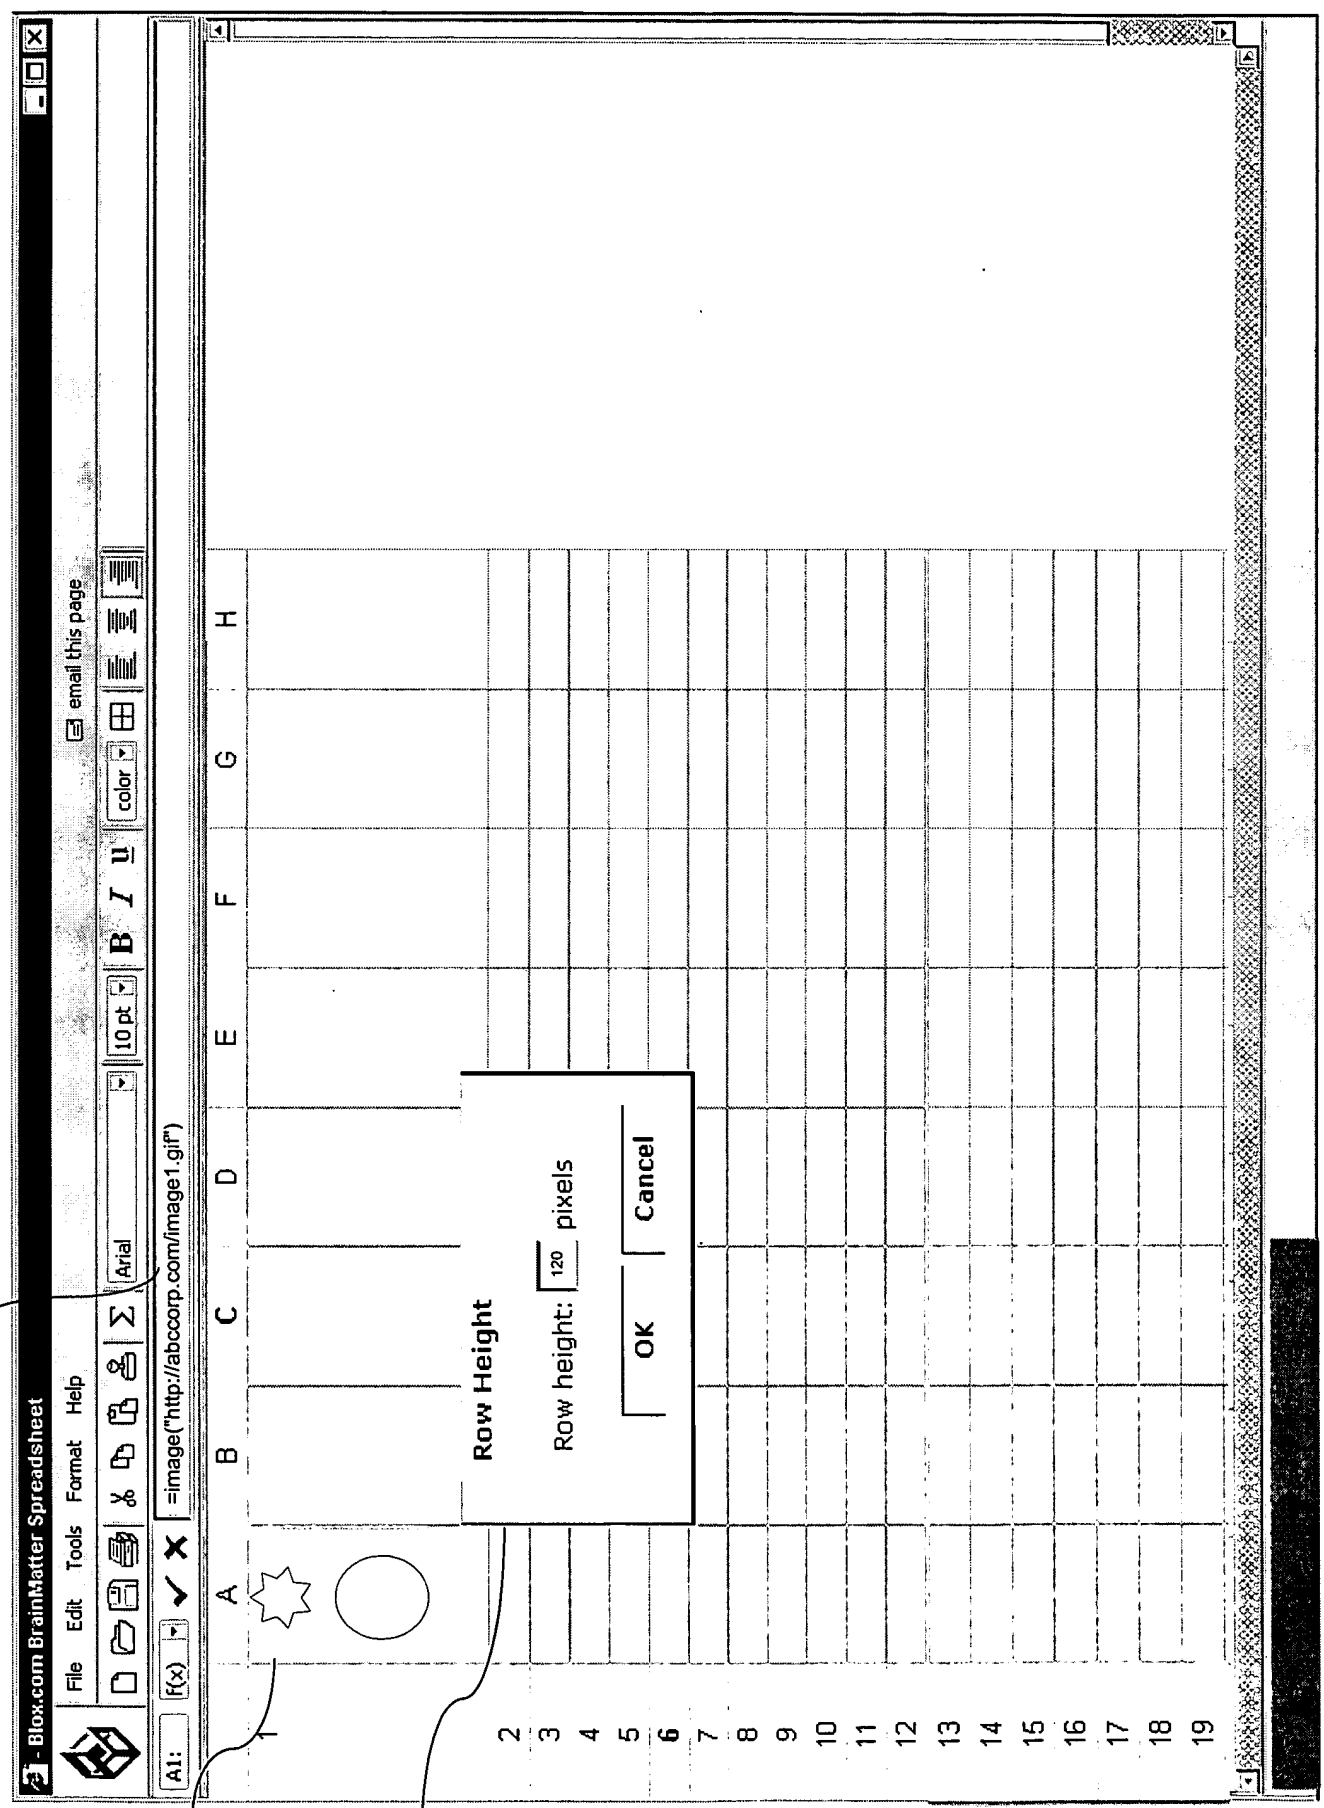 - Blox.com BrainMatter Spreadsheet
File Edit Tools Format Help email this page
Σ Arial 10 pt B I u color
A1: f(x) =image("http://abccorp.com/image1.gif")
A B C D E F G H
1
2
3
4
5
6
7
8
9
10
11
12
13
14
15
16
17
18
19
Row Height
Row height: 120 pixels
OK Cancel